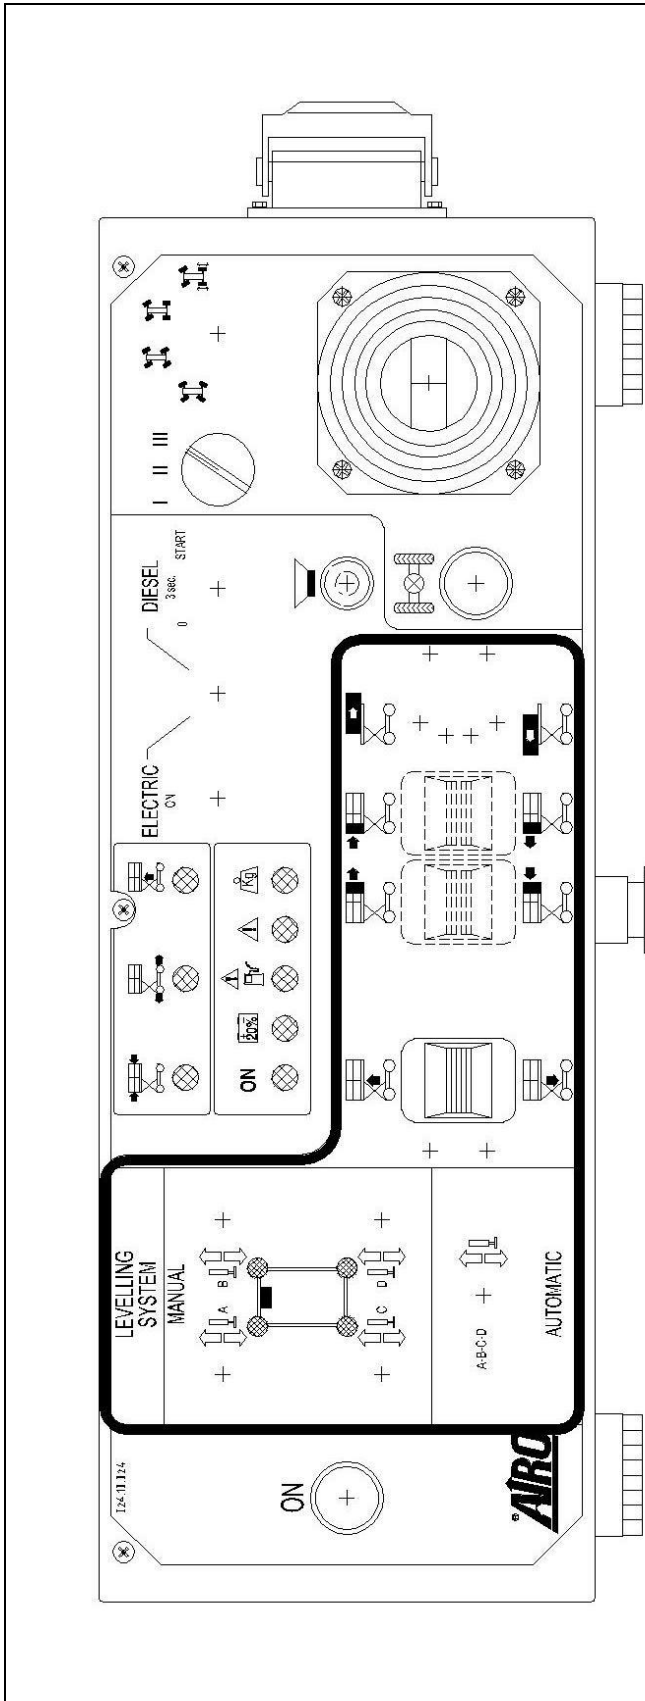 I24.11.124
ON
AIRO
®
LEVELLING
SYSTEM
MANUAL
A
B
C
D
A-B-C-D
AUTOMATIC
ON
20%
!
!
Kg
ELECTRIC
ON
0
DIESEL
3 sec.
START
I II III